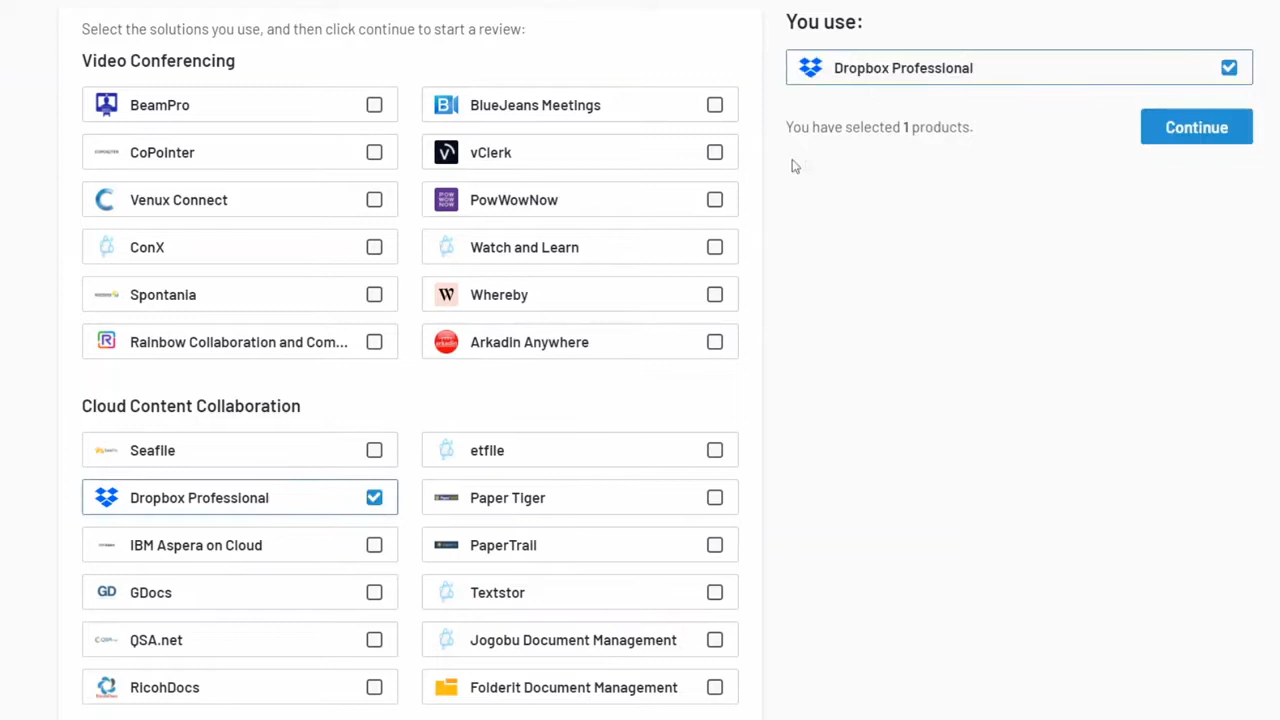 Select the solutions you use, and then click continue to start a review:
Video Conferencing
BeamPro
BlueJeans Meetings
CoPointer
vClerk
Venux Connect
PowWowNow
ConX
Watch and Learn
Spontania
Whereby
Rainbow Collaboration and Com...
Arkadin Anywhere
Cloud Content Collaboration
Seafile
etfile
Dropbox Professional
Paper Tiger
IBM Aspera on Cloud
PaperTrail
GD
GDocs
Textstor
QSA.net
Jogobu Document Management
RicohDocs
Folderit Document Management
You use:
Dropbox Professional
You have selected 1 products.
Continue